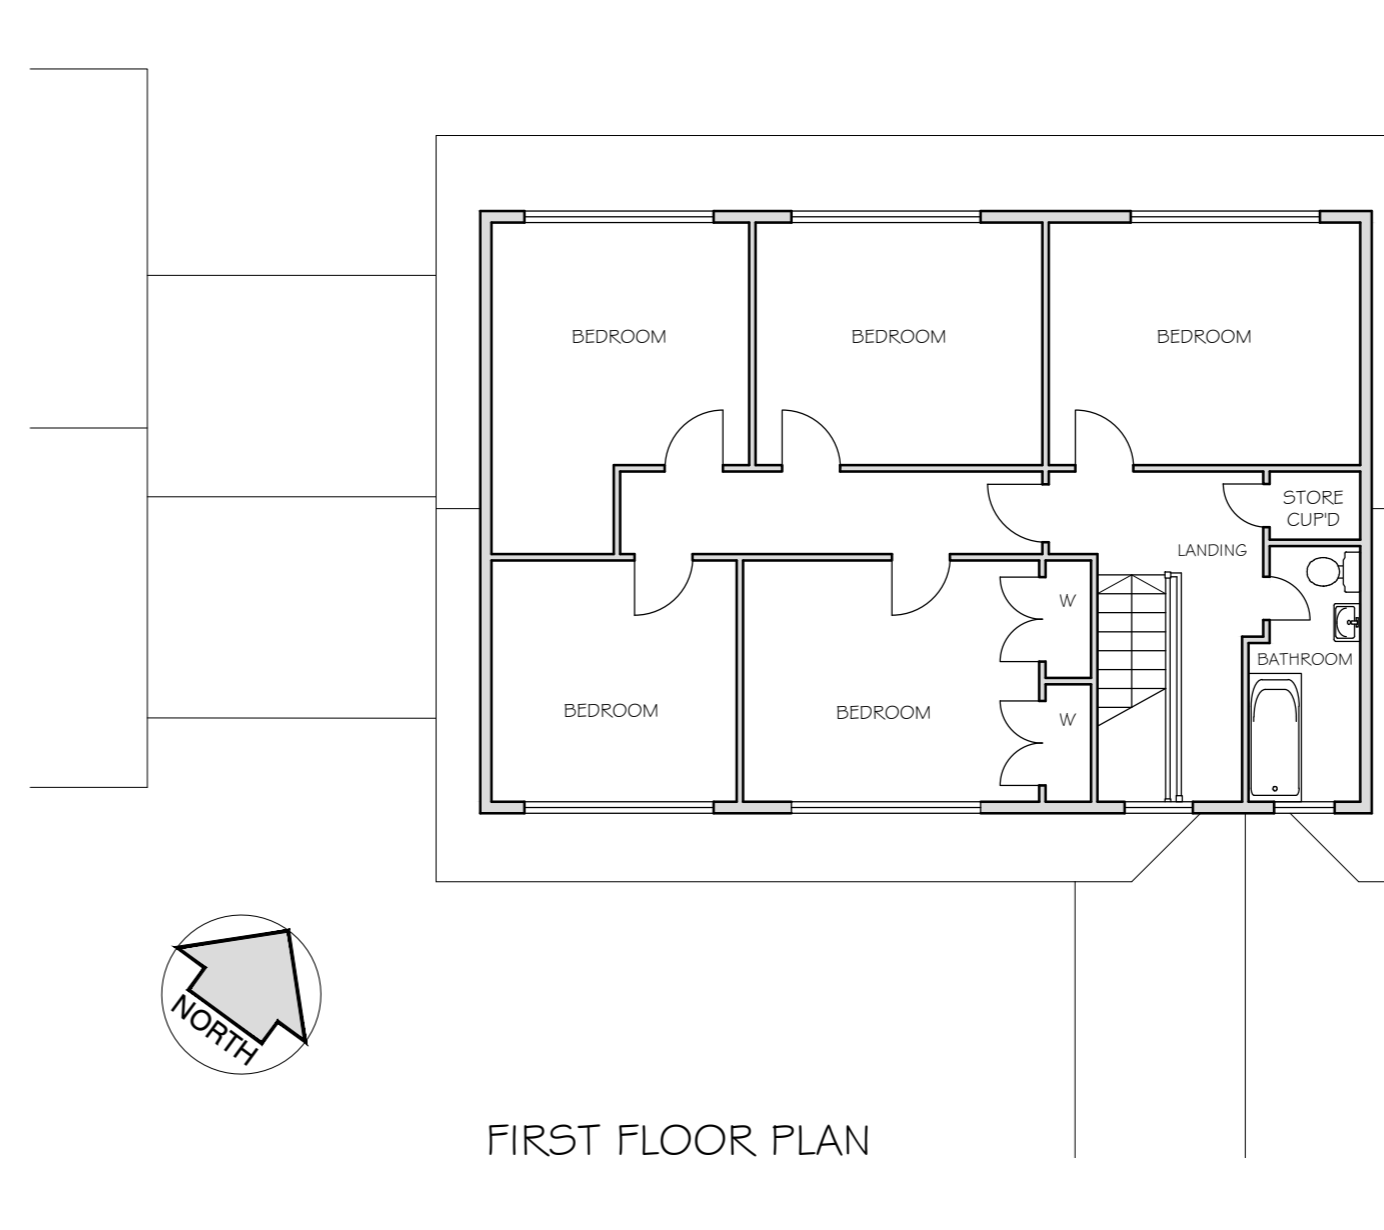 BEDROOM
BEDROOM
BEDROOM
STORE
CUP'D
LANDING
W
BATHROOM
BEDROOM
BEDROOM
W
NORTH
FIRST FLOOR PLAN